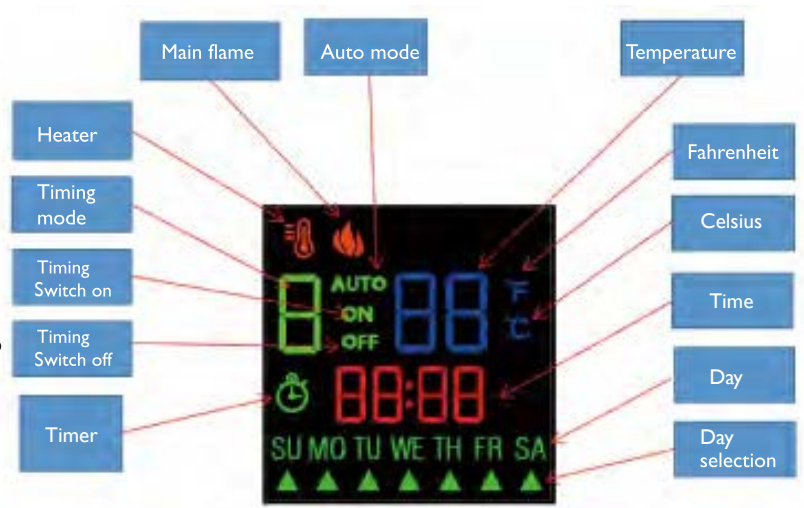 Main flame
Auto mode
Temperature
Heater
Fahrenheit
Timing
mode
Celsius
Timing
Switch on
Time
Timing
Switch off
Day
Timer
Day
selection
8 AUTO 88 °F
ON
OFF °C
88:88
SU MO TU WE TH FR SA